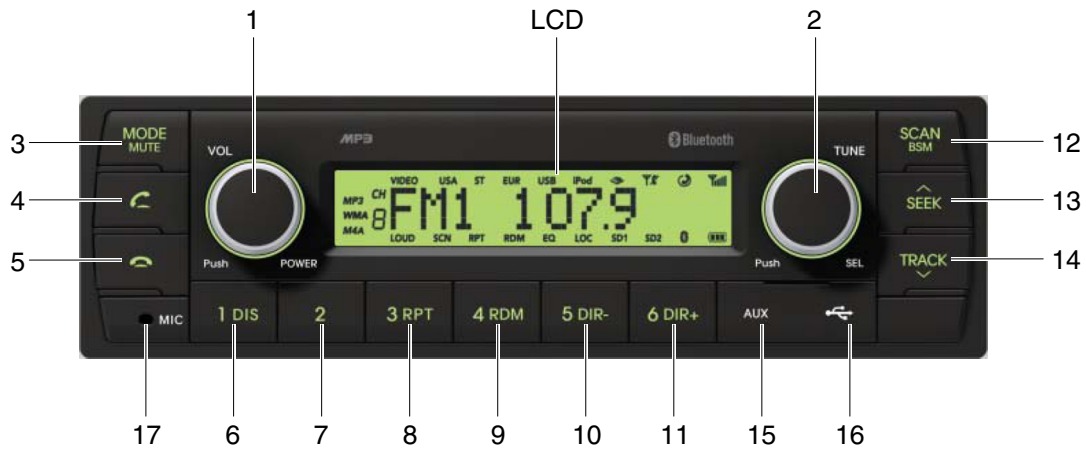 1 LCD 2
MP3 Bluetooth
3 MODE MUTE VOL TUNE SCAN BSM 12
VIDEO USA ST EUR USB iPod
MP3 CH
WMA 8 FM1 107.9
M4A
LOUD SCN RPT RDM EQ LOC SD1 SD2
4 SEEK 13
5 Push POWER Push SEL TRACK 14
MIC 1 DIS 2 3 RPT 4 RDM 5 DIR- 6 DIR+ AUX
17 6 7 8 9 10 11 15 16